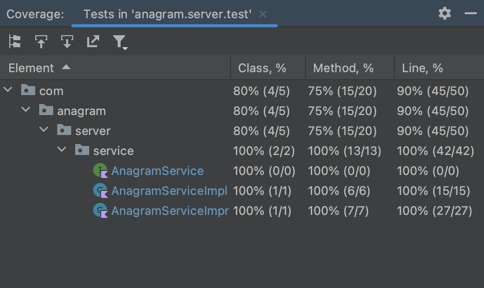 Coverage: Tests in 'anagram.server.test'
Element Class, % Method, % Line, %
com 80% (4/5) 75% (15/20) 90% (45/50)
anagram 80% (4/5) 75% (15/20) 90% (45/50)
server 80% (4/5) 75% (15/20) 90% (45/50)
service 100% (2/2) 100% (13/13) 100% (42/42)
AnagramService 100% (0/0) 100% (0/0) 100% (0/0)
AnagramServiceImpl 100% (1/1) 100% (6/6) 100% (15/15)
AnagramServiceImpr 100% (1/1) 100% (7/7) 100% (27/27)